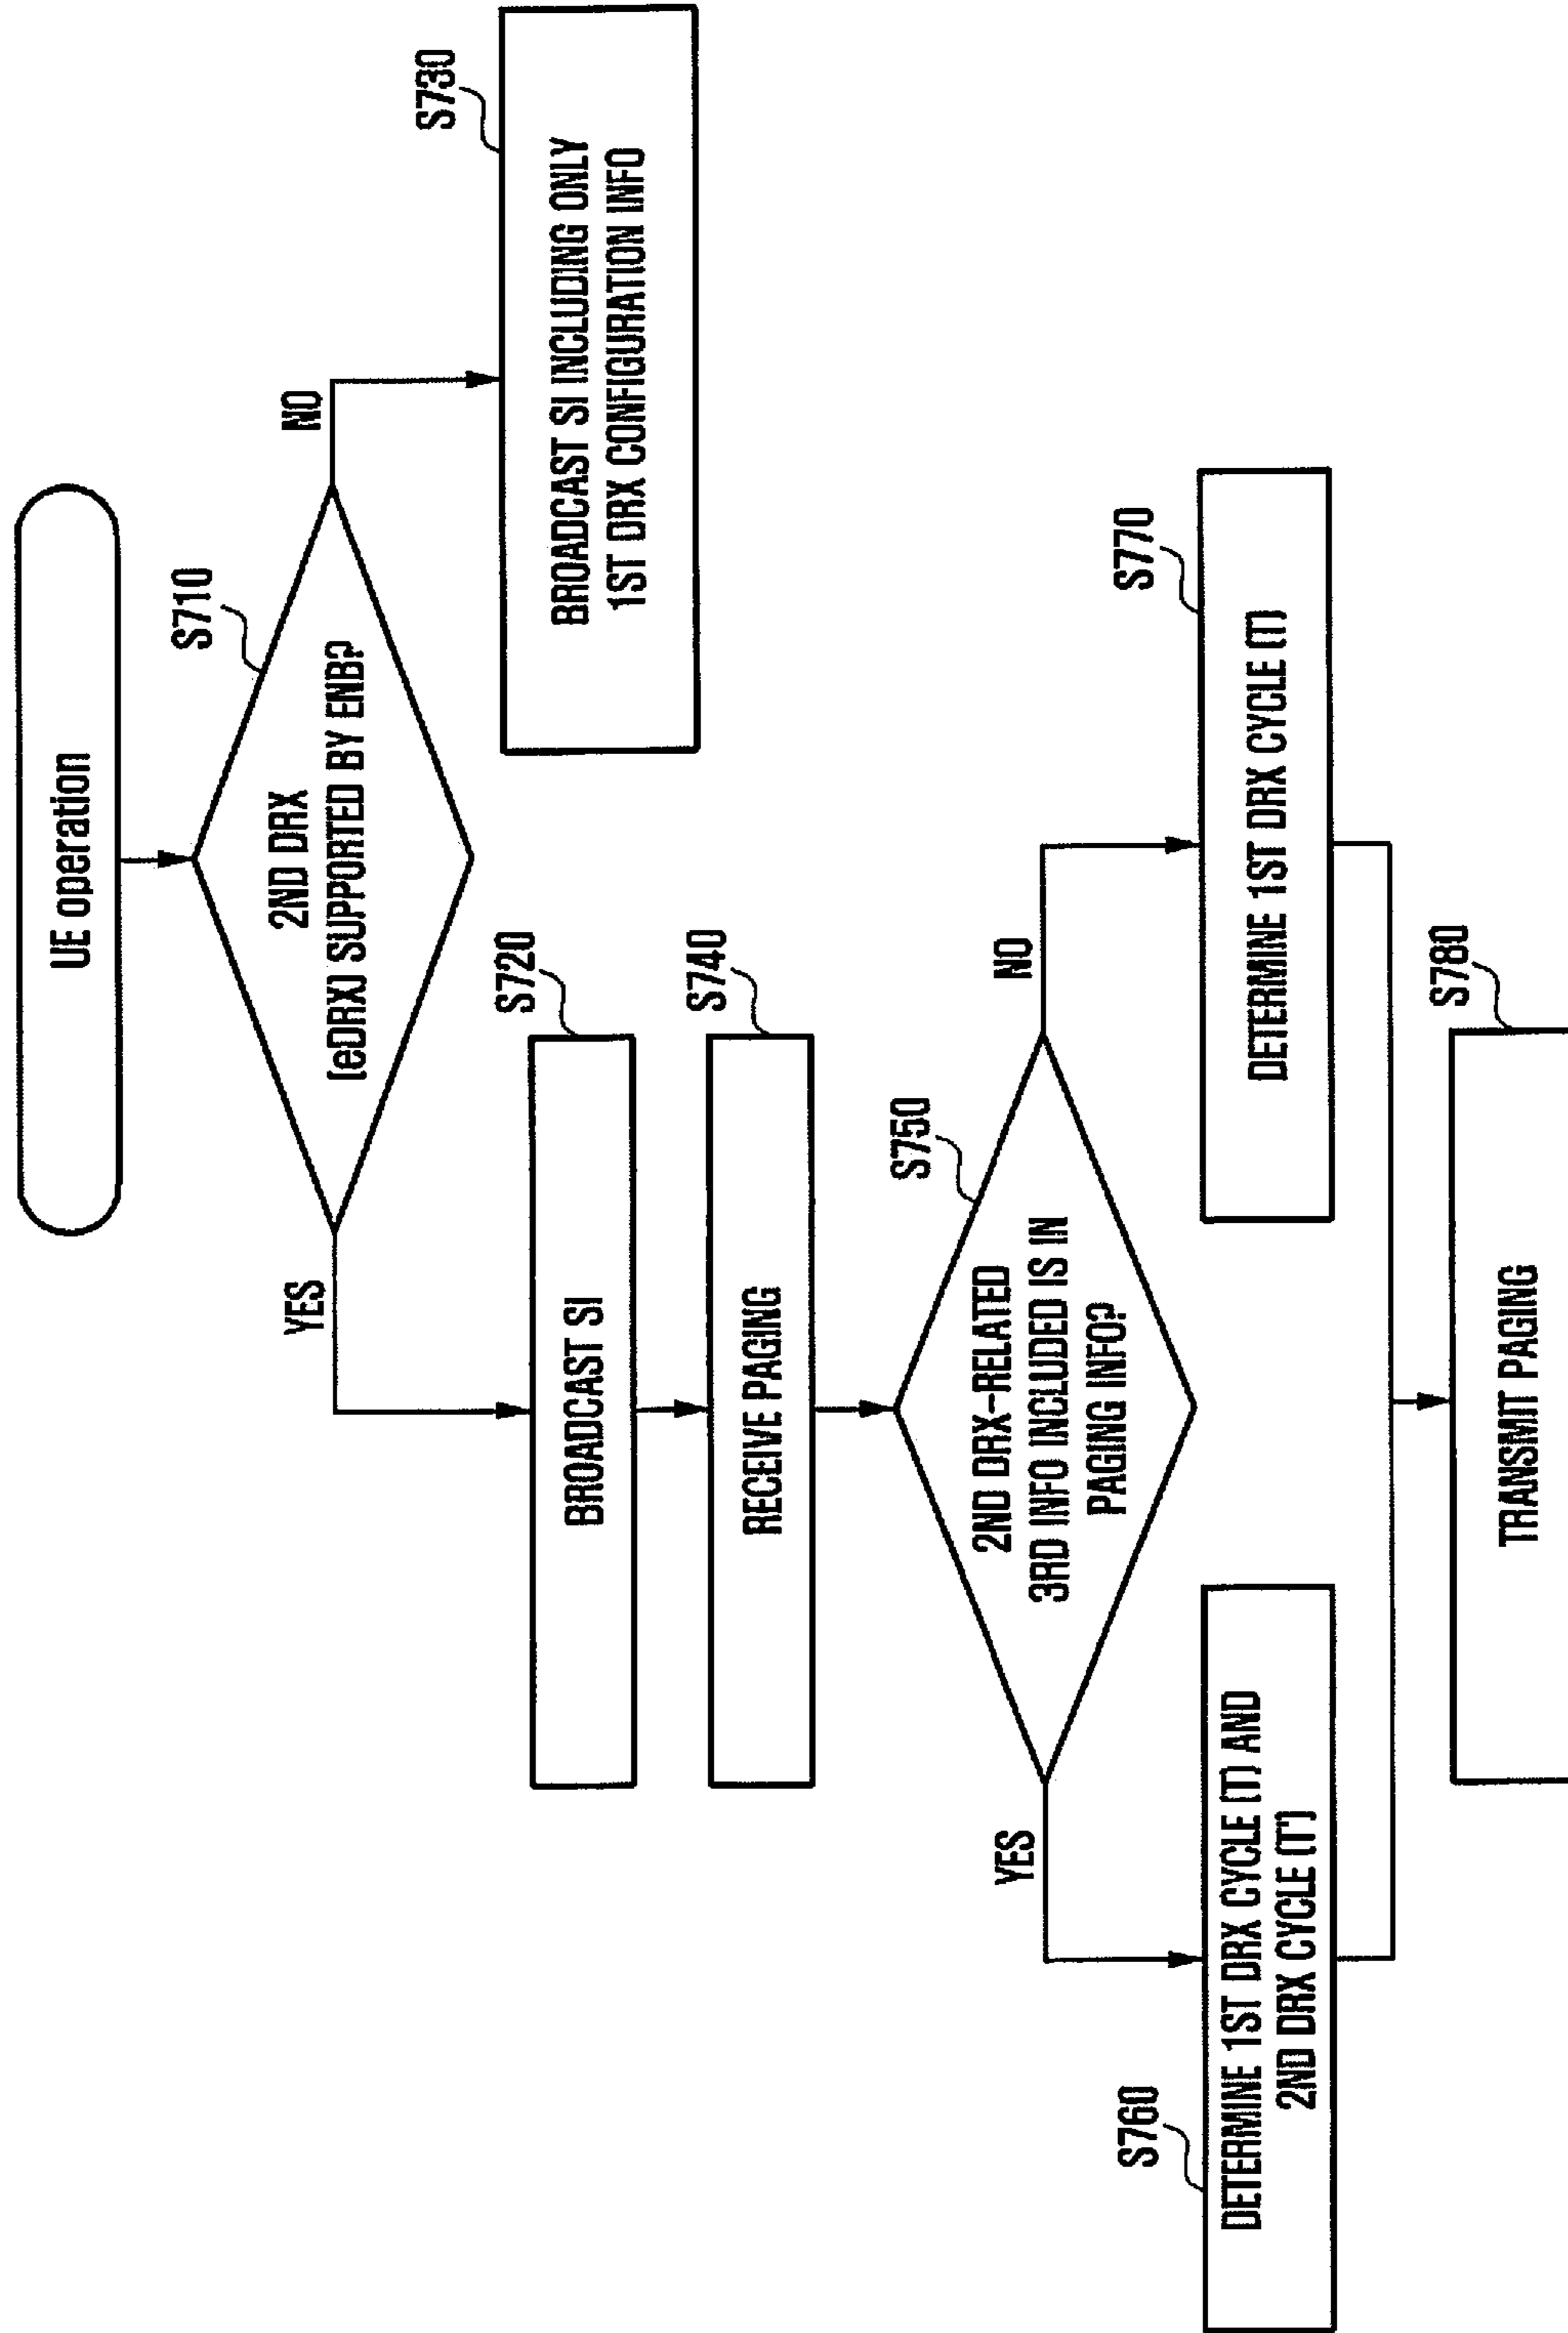 UE operation
S710
2ND DRX
(eDRX) SUPPORTED BY ENB?
YES
NO
S720
BROADCAST SI
S730
BROADCAST SI INCLUDING ONLY
1ST DRX CONFIGURATION INFO
S740
RECEIVE PAGING
S750
2ND DRX-RELATED
3RD INFO INCLUDED IS IN
PAGING INFO?
YES
NO
S760
DETERMINE 1ST DRX CYCLE (T) AND
2ND DRX CYCLE (T')
S770
DETERMINE 1ST DRX CYCLE (T)
S780
TRANSMIT PAGING